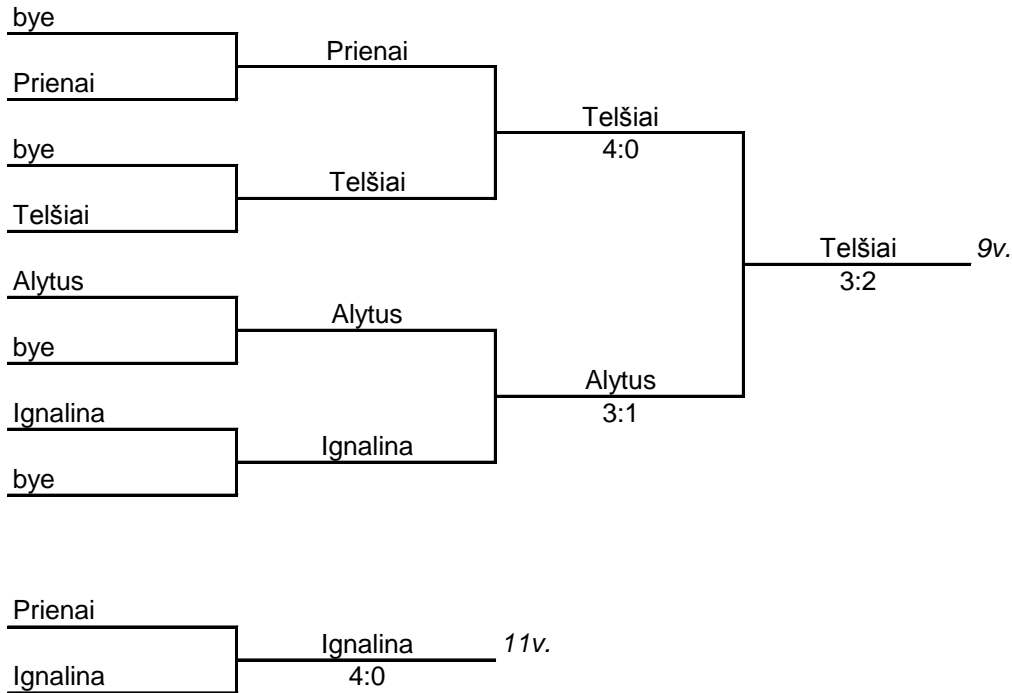 bye
Prienai
Prienai
Telšiai
bye
4:0
Telšiai
Telšiai
Telšiai
9v.
3:2
Alytus
Alytus
bye
Alytus
Ignalina
3:1
Ignalina
bye
Prienai
Ignalina
11v.
Ignalina
4:0